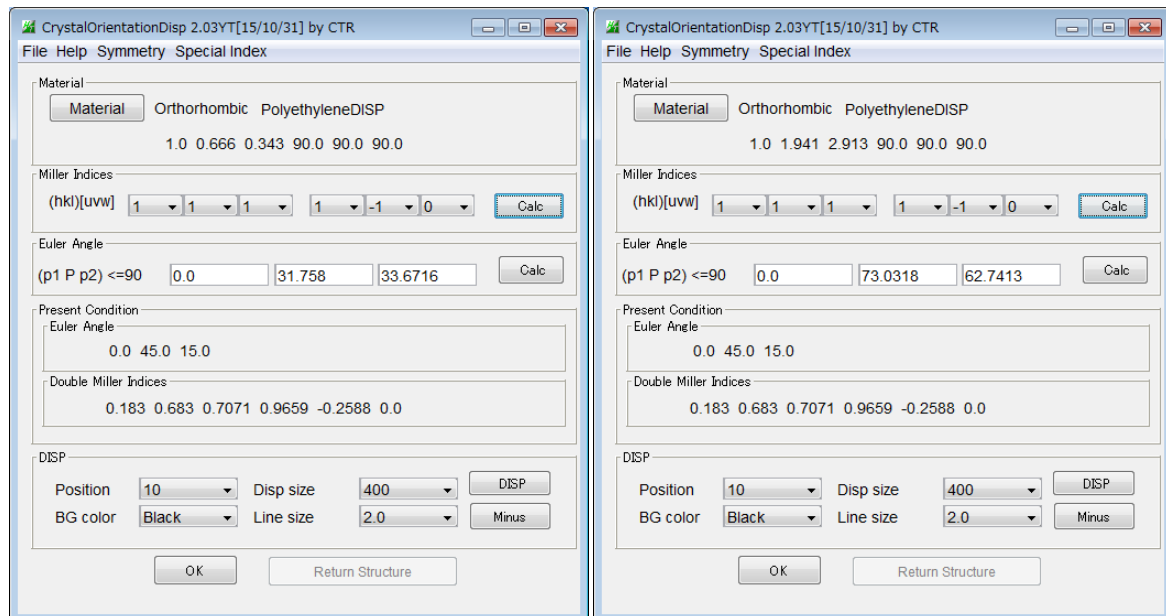 CrystalOrientationDisp 2.03YT[15/10/31] by CTR
File Help Symmetry Special Index
Material
Material Orthorhombic PolyethyleneDISP
1.0 0.666 0.343 90.0 90.0 90.0
Miller Indices
(hkl)[uvw] 1 1 1 1 -1 0 Calc
Euler Angle
(p1 P p2) <=90 0.0 31.758 33.6716 Calc
Present Condition
Euler Angle
0.0 45.0 15.0
Double Miller Indices
0.183 0.683 0.7071 0.9659 -0.2588 0.0
DISP
Position 10 Disp size 400 DISP
BG color Black Line size 2.0 Minus
OK Return Structure
CrystalOrientationDisp 2.03YT[15/10/31] by CTR
File Help Symmetry Special Index
Material
Material Orthorhombic PolyethyleneDISP
1.0 1.941 2.913 90.0 90.0 90.0
Miller Indices
(hkl)[uvw] 1 1 1 1 -1 0 Calc
Euler Angle
(p1 P p2) <=90 0.0 73.0318 62.7413 Calc
Present Condition
Euler Angle
0.0 45.0 15.0
Double Miller Indices
0.183 0.683 0.7071 0.9659 -0.2588 0.0
DISP
Position 10 Disp size 400 DISP
BG color Black Line size 2.0 Minus
OK Return Structure